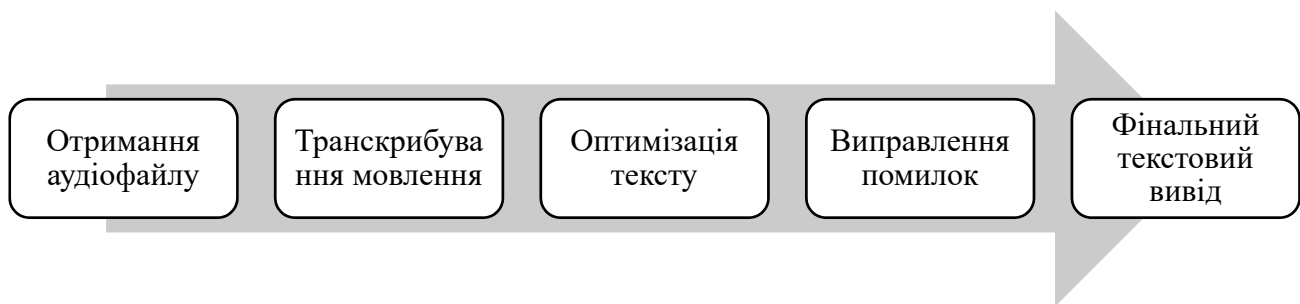 Отримання
аудіофайлу
Транскрибува
ння мовлення
Оптимізація
тексту
Виправлення
помилок
Фінальний
текстовий
вивід